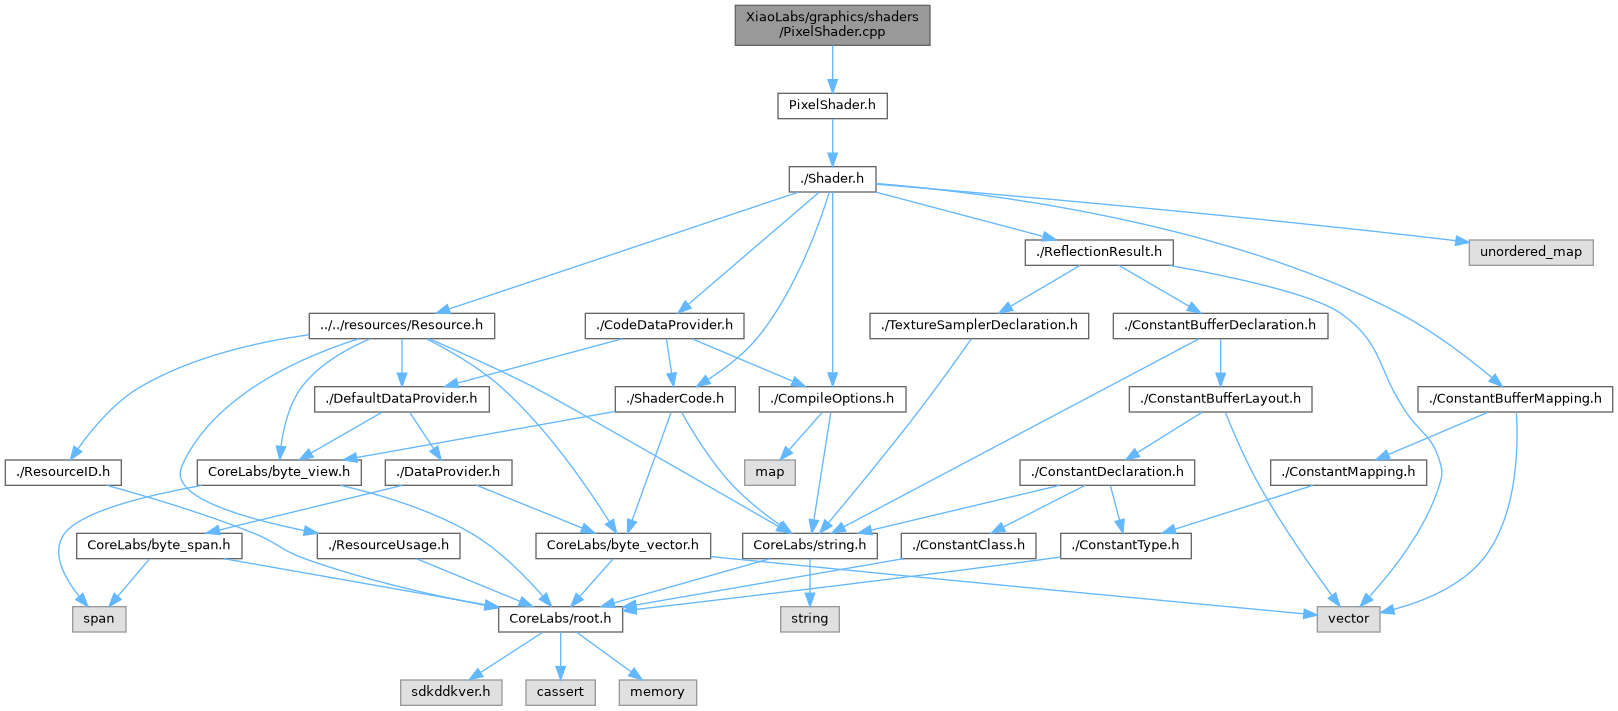 XiaoLabs/graphics/shaders
/PixelShader.cpp
PixelShader.h
./Shader.h
./ReflectionResult.h
unordered_map
../../resources/Resource.h
./CodeDataProvider.h
./TextureSamplerDeclaration.h
./ConstantBufferDeclaration.h
./DefaultDataProvider.h
./ShaderCode.h
./CompileOptions.h
./ConstantBufferLayout.h
./ConstantBufferMapping.h
./ResourceID.h
CoreLabs/byte_view.h
./DataProvider.h
map
./ConstantDeclaration.h
./ConstantMapping.h
CoreLabs/byte_span.h
./ResourceUsage.h
CoreLabs/byte_vector.h
CoreLabs/string.h
./ConstantClass.h
./ConstantType.h
span
CoreLabs/root.h
string
vector
sdkddkver.h
cassert
memory